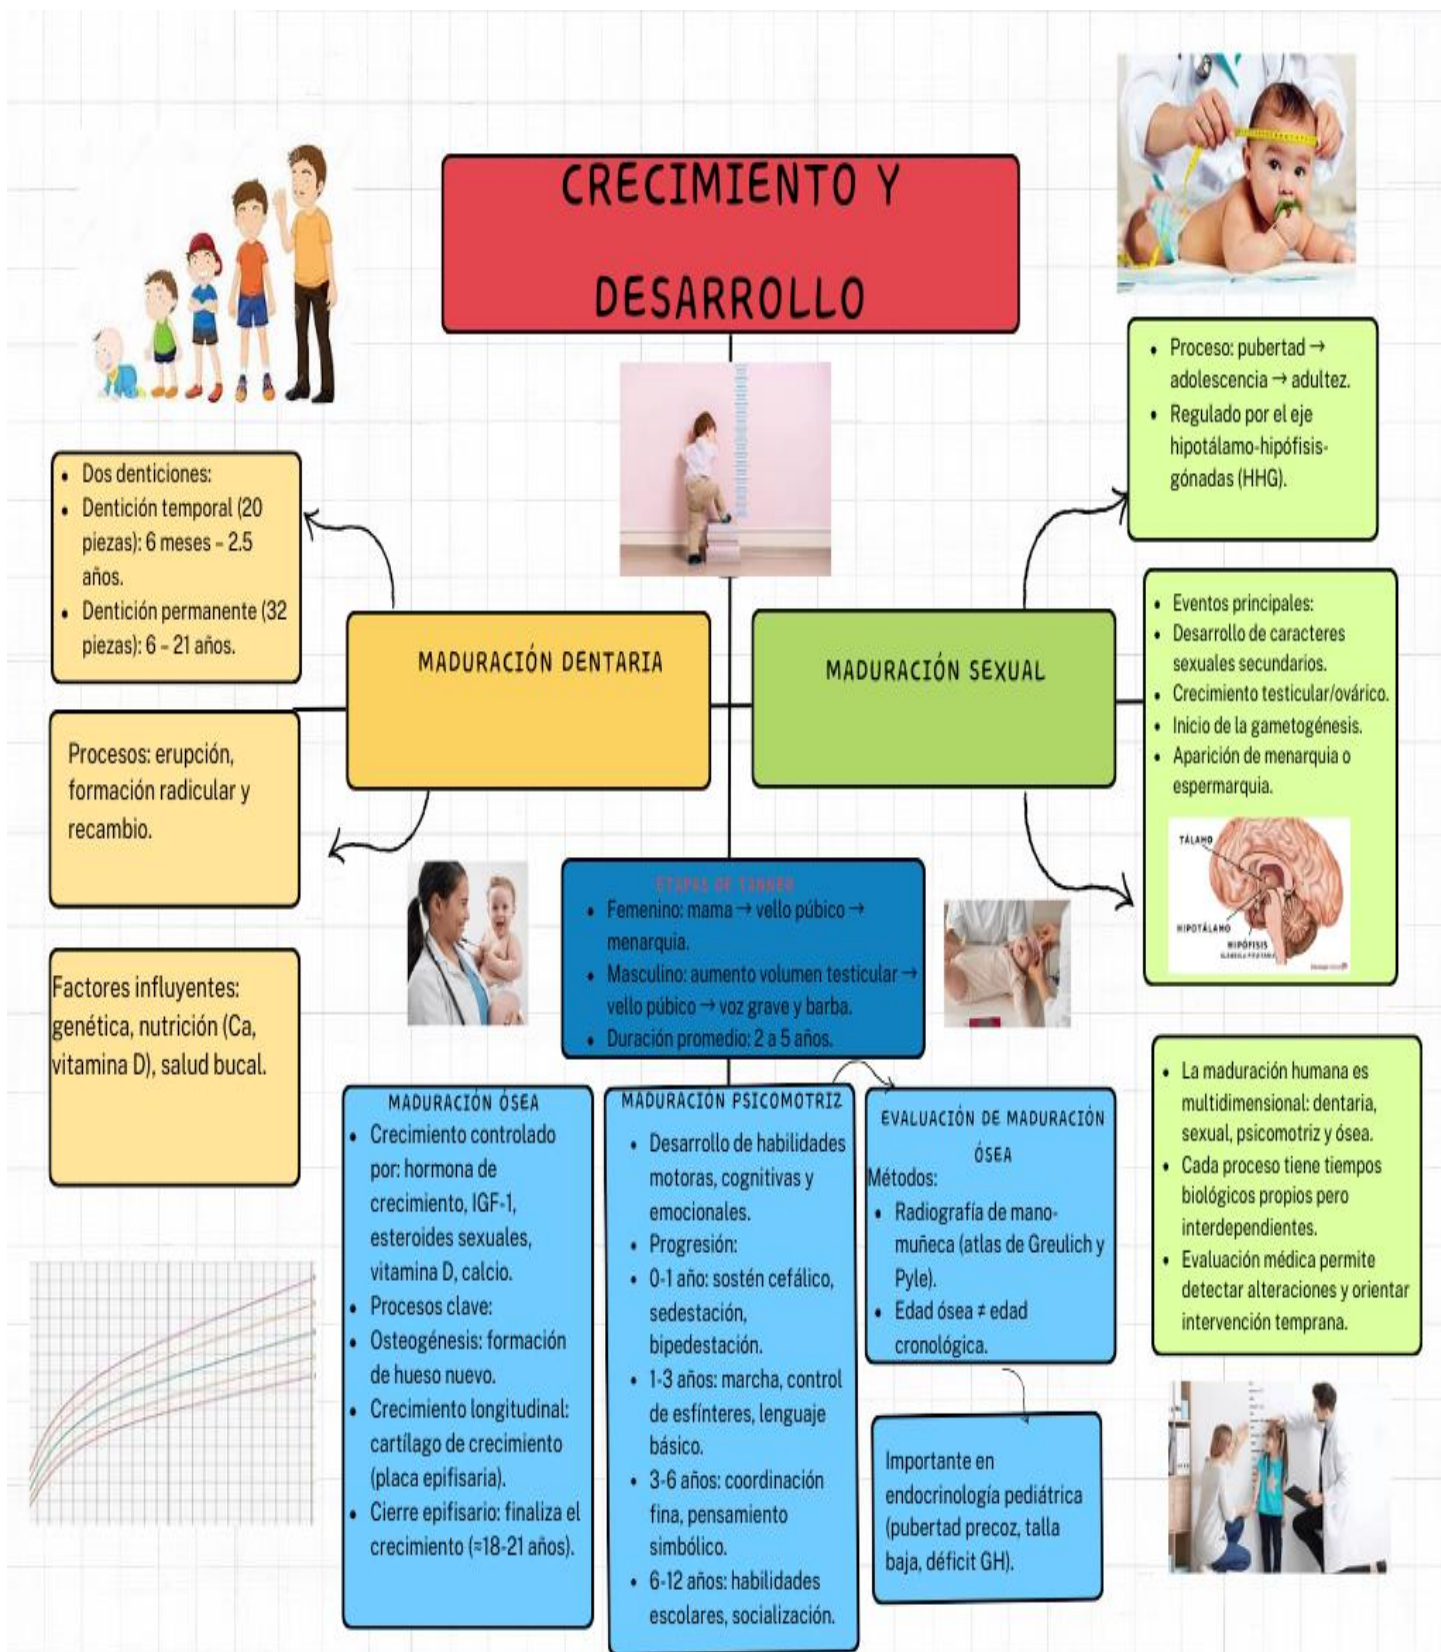 CRECIMIENTO Y
DESARROLLO
• Dos denticiones:
• Dentición temporal (20
piezas): 6 meses – 2.5
años.
• Dentición permanente (32
piezas): 6 – 21 años.
MADURACIÓN DENTARIA
Procesos: erupción,
formación radicular y
recambio.
Factores influyentes:
genética, nutrición (Ca,
vitamina D), salud bucal.
MADURACIÓN SEXUAL
• Proceso: pubertad →
adolescencia → adultez.
• Regulado por el eje
hipotálamo-hipófisis-
gónadas (HHG).
• Eventos principales:
• Desarrollo de caracteres
sexuales secundarios.
• Crecimiento testicular/ovárico.
• Inicio de la gametogénesis.
• Aparición de menarquia o
espermarquia.
TÁLAMO
HIPOTÁLAMO
HIPÓFISIS
GLÁNDULA PITUITARIA
ETAPAS DE TANNER
• Femenino: mama → vello púbico →
menarquia.
• Masculino: aumento volumen testicular →
vello púbico → voz grave y barba.
• Duración promedio: 2 a 5 años.
MADURACIÓN ÓSEA
• Crecimiento controlado
por: hormona de
crecimiento, IGF-1,
esteroides sexuales,
vitamina D, calcio.
• Procesos clave:
• Osteogénesis: formación
de hueso nuevo.
• Crecimiento longitudinal:
cartílago de crecimiento
(placa epifisaria).
• Cierre epifisario: finaliza el
crecimiento (≈18-21 años).
MADURACIÓN PSICOMOTRIZ
• Desarrollo de habilidades
motoras, cognitivas y
emocionales.
• Progresión:
• 0-1 año: sostén cefálico,
sedestación,
bipedestación.
• 1-3 años: marcha, control
de esfínteres, lenguaje
básico.
• 3-6 años: coordinación
fina, pensamiento
simbólico.
• 6-12 años: habilidades
escolares, socialización.
EVALUACIÓN DE MADURACIÓN
ÓSEA
Métodos:
• Radiografía de mano-
muñeca (atlas de Greulich y
Pyle).
• Edad ósea ≠ edad
cronológica.
Importante en
endocrinología pediátrica
(pubertad precoz, talla
baja, déficit GH).
• La maduración humana es
multidimensional: dentaria,
sexual, psicomotriz y ósea.
• Cada proceso tiene tiempos
biológicos propios pero
interdependientes.
• Evaluación médica permite
detectar alteraciones y orientar
intervención temprana.